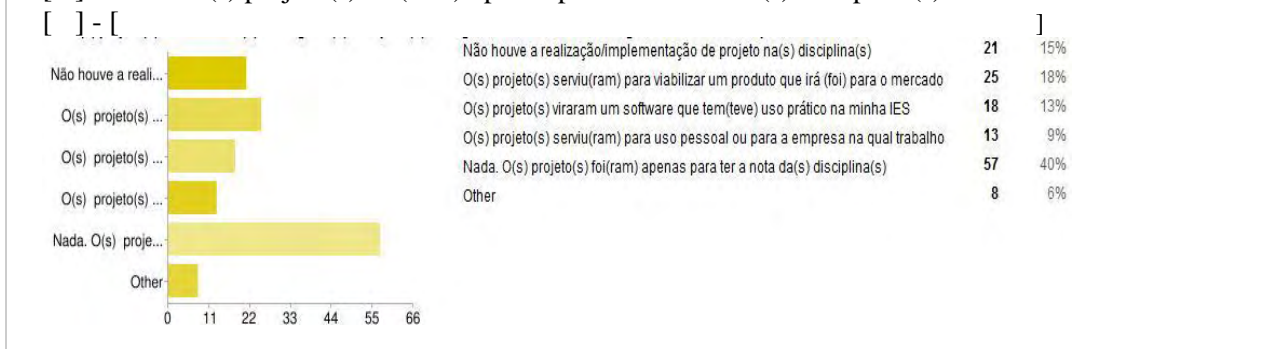 [ ] - [ ]
Não houve a realização/implementação de projeto na(s) disciplina(s) 21 15%
O(s) projeto(s) serviu(ram) para viabilizar um produto que irá (foi) para o mercado 25 18%
O(s) projeto(s) viraram um software que tem(teve) uso prático na minha IES 18 13%
O(s) projeto(s) serviu(ram) para uso pessoal ou para a empresa na qual trabalho 13 9%
Nada. O(s) projeto(s) foi(ram) apenas para ter a nota da(s) disciplina(s) 57 40%
Other 8 6%
Não houve a reali...
O(s) projeto(s) ...
O(s) projeto(s) ...
O(s) projeto(s) ...
Nada. O(s) proje...
Other
0 11 22 33 44 55 66